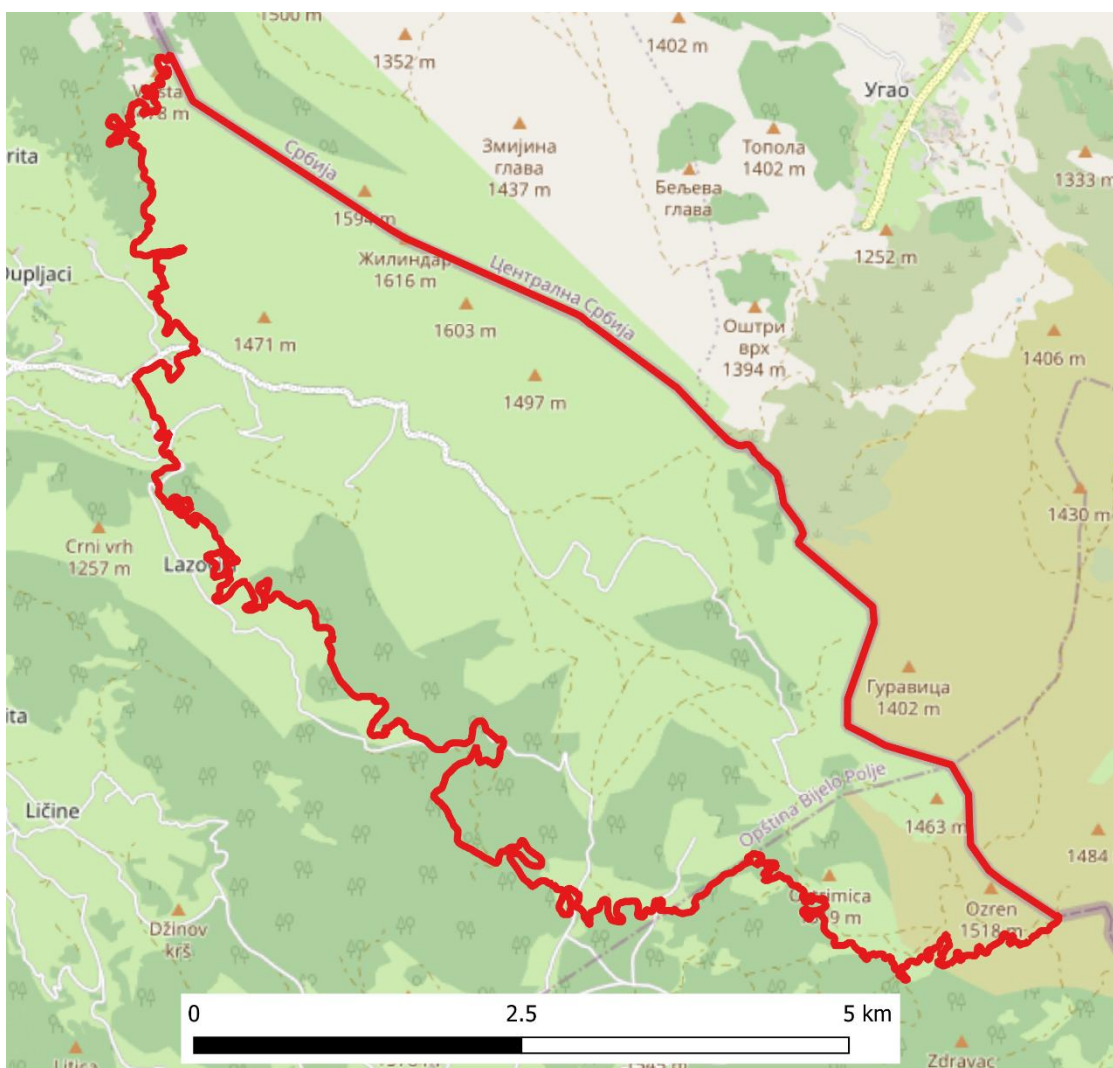 1500 m
1352 m
1402 m
Угао
Србија
Змијина
глава
1437 m
Топола
1402 m
Бељева
глава
1333 m
rita
1594 m
1252 m
Жилиндар
1616 m
Централна Србија
Dupljaci
1603 m
1471 m
Оштри
врх
1394 m
1406 m
1497 m
1430 m
Crni vrh
1257 m
Гуравица
1402 m
ita
Ličine
Opština Bijelo Polje
1463 m
1484
Džinov
krš
Ozren
1518 m
0
2.5
5 km
Litica
Zdravac